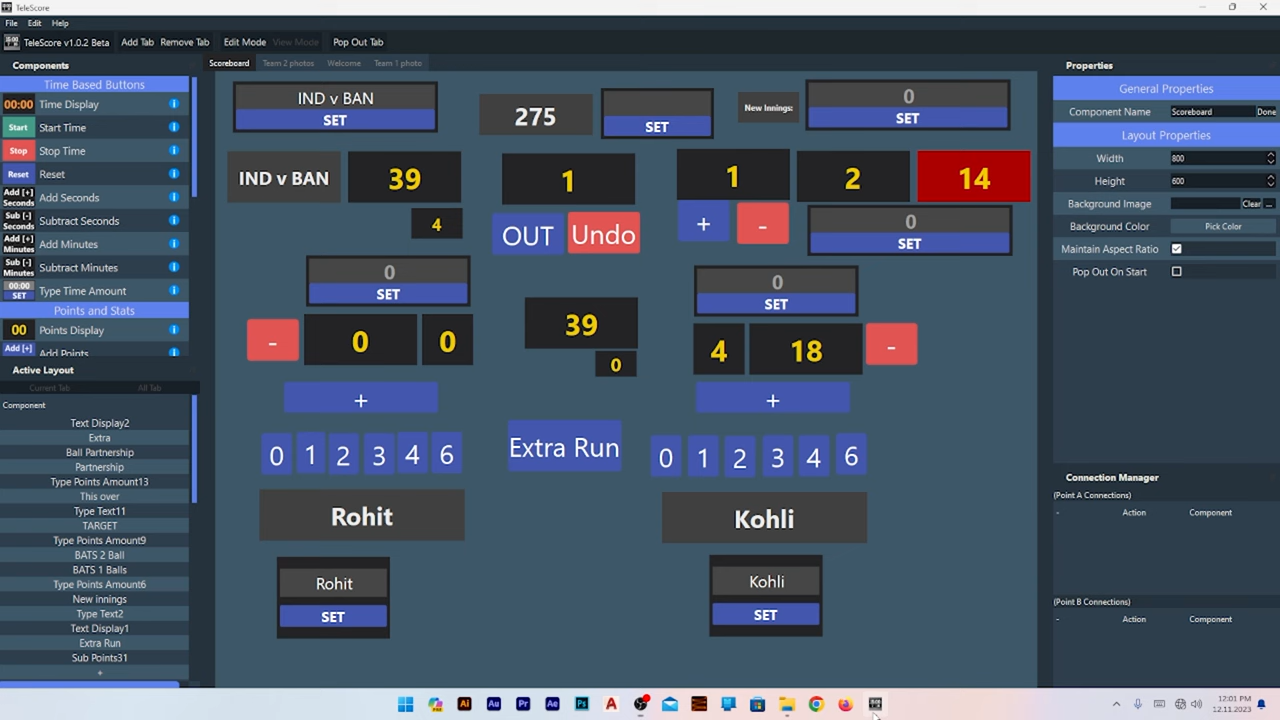 TeleScore
File Edit Help
TeleScore v1.0.2 Beta Add Tab Remove Tab Edit Mode View Mode Pop Out Tab
Components
Time Based Buttons
00:00 Time Display
Start Start Time
Stop Stop Time
Reset Reset
Add [+] Seconds Add Seconds
Sub [-] Seconds Subtract Seconds
Add [+] Minutes Add Minutes
Sub [-] Minutes Subtract Minutes
00:00 SET Type Time Amount
Points and Stats
00 Points Display
Add [+] Add Points
Active Layout
Current Tab All Tab
Component
Text Display2
Extra
Ball Partnership
Partnership
Type Points Amount13
This over
Type Text11
TARGET
Type Points Amount9
BATS 2 Ball
BATS 1 Balls
Type Points Amount6
New innings
Type Text2
Text Display1
Extra Run
Sub Points31
+
Scoreboard Team 2 photos Welcome Team 1 photo
IND v BAN
SET
275
SET
New Innings:
0
SET
IND v BAN 39 1 1 2 14
4
OUT Undo + -
0
SET
0
SET
0
SET
39
0
- 0 0
4 18 -
+ +
0 1 2 3 4 6
Extra Run
0 1 2 3 4 6
Rohit Kohli
Rohit
SET
Kohli
SET
Properties
General Properties
Component Name Scoreboard Done
Layout Properties
Width 800
Height 600
Background Image Clear ...
Background Color Pick Color
Maintain Aspect Ratio
Pop Out On Start
Connection Manager
(Point A Connections)
- Action Component
(Point B Connections)
- Action Component
12:01 PM
12.11.2023